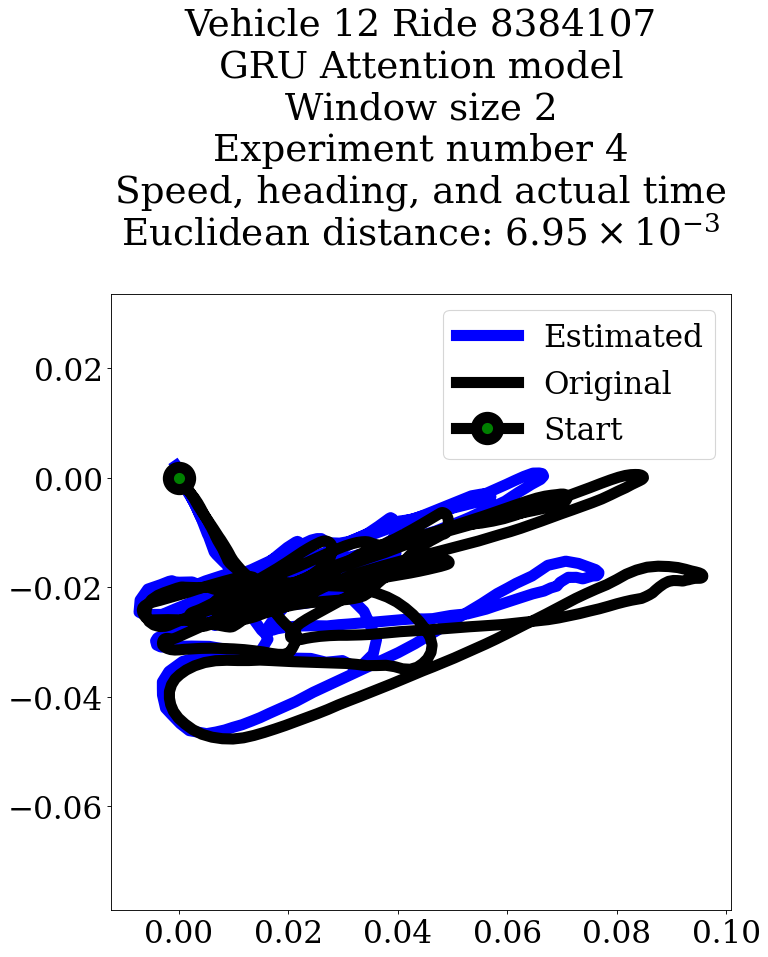 Vehicle 12 Ride 8384107
GRU Attention model
Window size 2
Experiment number 4
Speed, heading, and actual time
Euclidean distance: 6.95 × 10⁻³
Estimated
Original
Start
0.02
0.00
−0.02
−0.04
−0.06
0.00 0.02 0.04 0.06 0.08 0.10